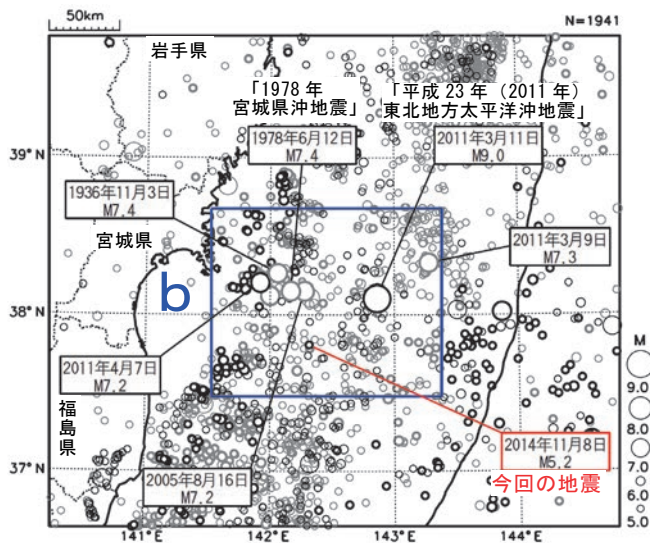 50km
N=1941
岩手県
「1978 年
宮城県沖地震」
「平成 23 年（2011 年）
東北地方太平洋沖地震」
1978年6月12日
M7.4
2011年3月11日
M9.0
39°N
1936年11月3日
M7.4
宮城県
2011年3月9日
M7.3
b
38°N
M
2011年4月7日
M7.2
9.0
福島県
8.0
2014年11月8日
M5.2
7.0
今回の地震
37°N
2005年8月16日
M7.2
6.0
5.0
141°E
142°E
143°E
144°E